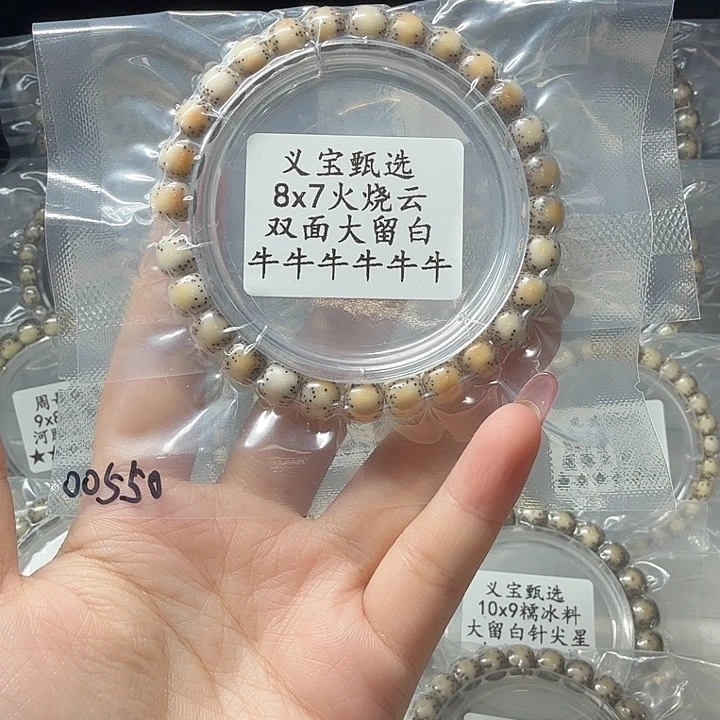 义宝甄选
8x7火烧云
双面大留白
牛牛牛牛牛牛
00550
义宝甄选
10x9糯冰料
大留白针尖星